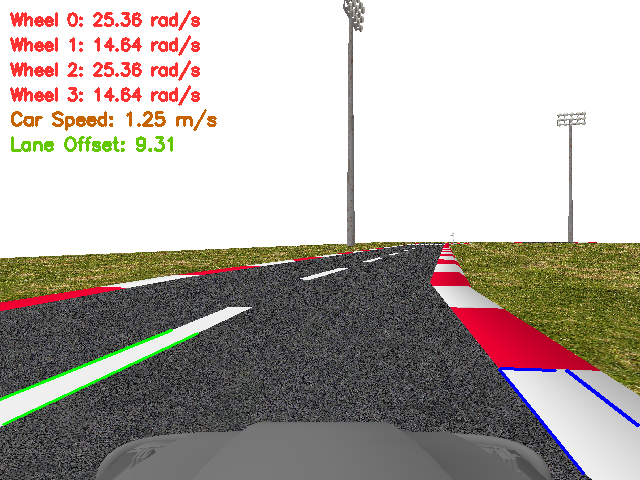 Wheel 0: 25.36 rad/s
Wheel 1: 14.64 rad/s
Wheel 2: 25.36 rad/s
Wheel 3: 14.64 rad/s
Car Speed: 1.25 m/s
Lane Offset: 9.31